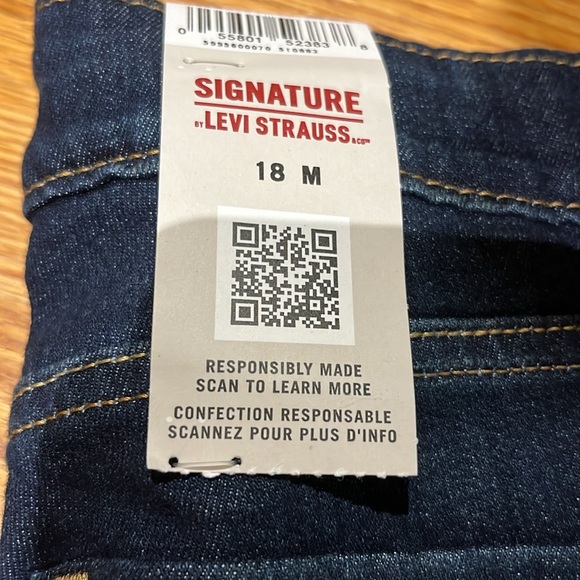 0 55801 52383 8
SIGNATURE
BY LEVI STRAUSS & CO™
18 M
RESPONSIBLY MADE
SCAN TO LEARN MORE
CONFECTION RESPONSABLE
SCANNEZ POUR PLUS D'INFO